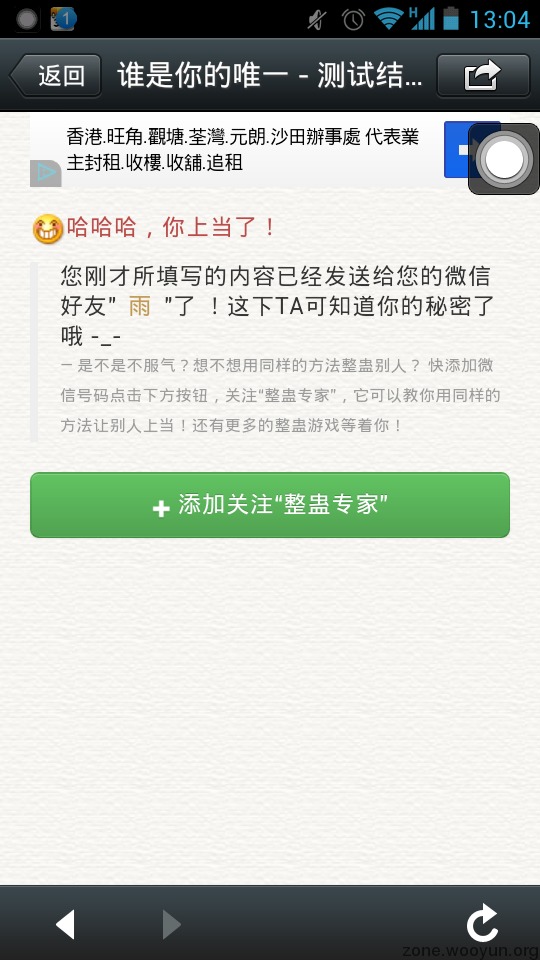 1
H
13:04
返回
谁是你的唯一 - 测试结...
香港.旺角.觀塘.荃灣.元朗.沙田辦事處 代表業
主封租.收樓.收舖.追租
哈哈哈，你上当了！
您刚才所填写的内容已经发送给您的微信
好友" 雨 "了 ！这下TA可知道你的秘密了
哦 -_-
— 是不是不服气？想不想用同样的方法整蛊别人？ 快添加微
信号码点击下方按钮，关注“整蛊专家”，它可以教你用同样的
方法让别人上当！还有更多的整蛊游戏等着你！
添加关注“整蛊专家”
zone.wooyun.org